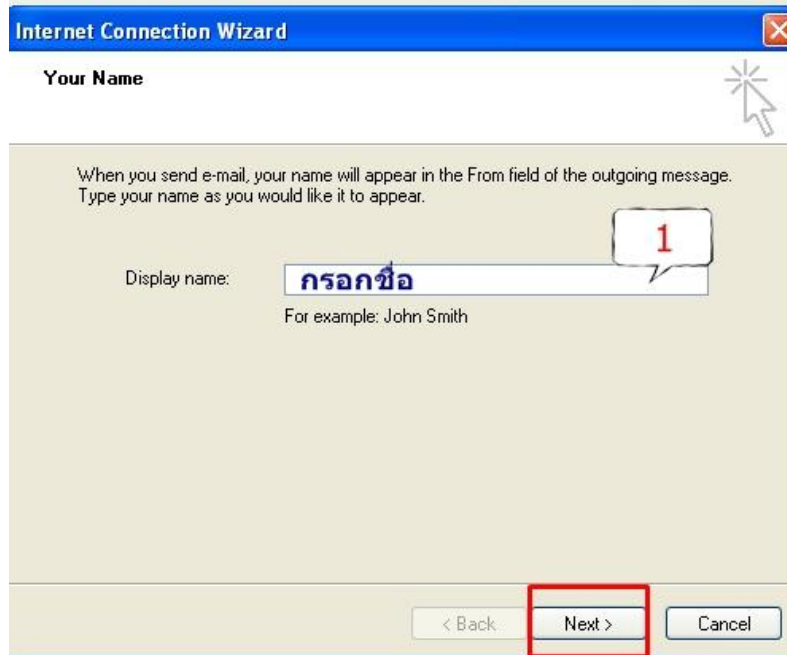 Internet Connection Wizard
Your Name
When you send e-mail, your name will appear in the From field of the outgoing message.
Type your name as you would like it to appear.
1
Display name: กรอกชื่อ
For example: John Smith
< Back Next > Cancel